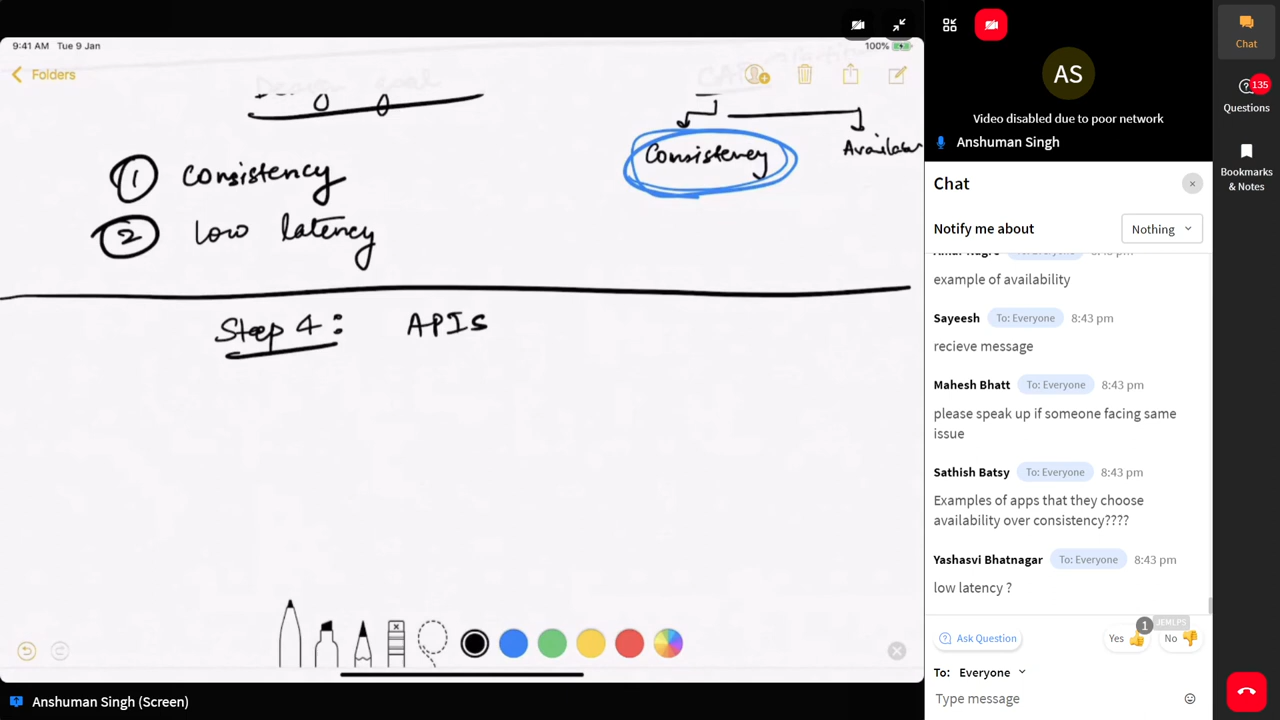 9:41 AM Tue 9 Jan
100%
Folders
① consistency
② low latency
Consistency
Step 4: APIs
Anshuman Singh (Screen)
AS
Video disabled due to poor network
Anshuman Singh
Chat
Notify me about
Nothing
To: Everyone
example of availability
Sayeesh To: Everyone 8:43 pm
recieve message
Mahesh Bhatt To: Everyone 8:43 pm
please speak up if someone facing same
issue
Sathish Batsy To: Everyone 8:43 pm
Examples of apps that they choose
availability over consistency????
Yashasvi Bhatnagar To: Everyone 8:43 pm
low latency ?
1
JEMLPS
Ask Question
Yes
No
To: Everyone
Type message
Chat
135
Questions
Bookmarks
& Notes